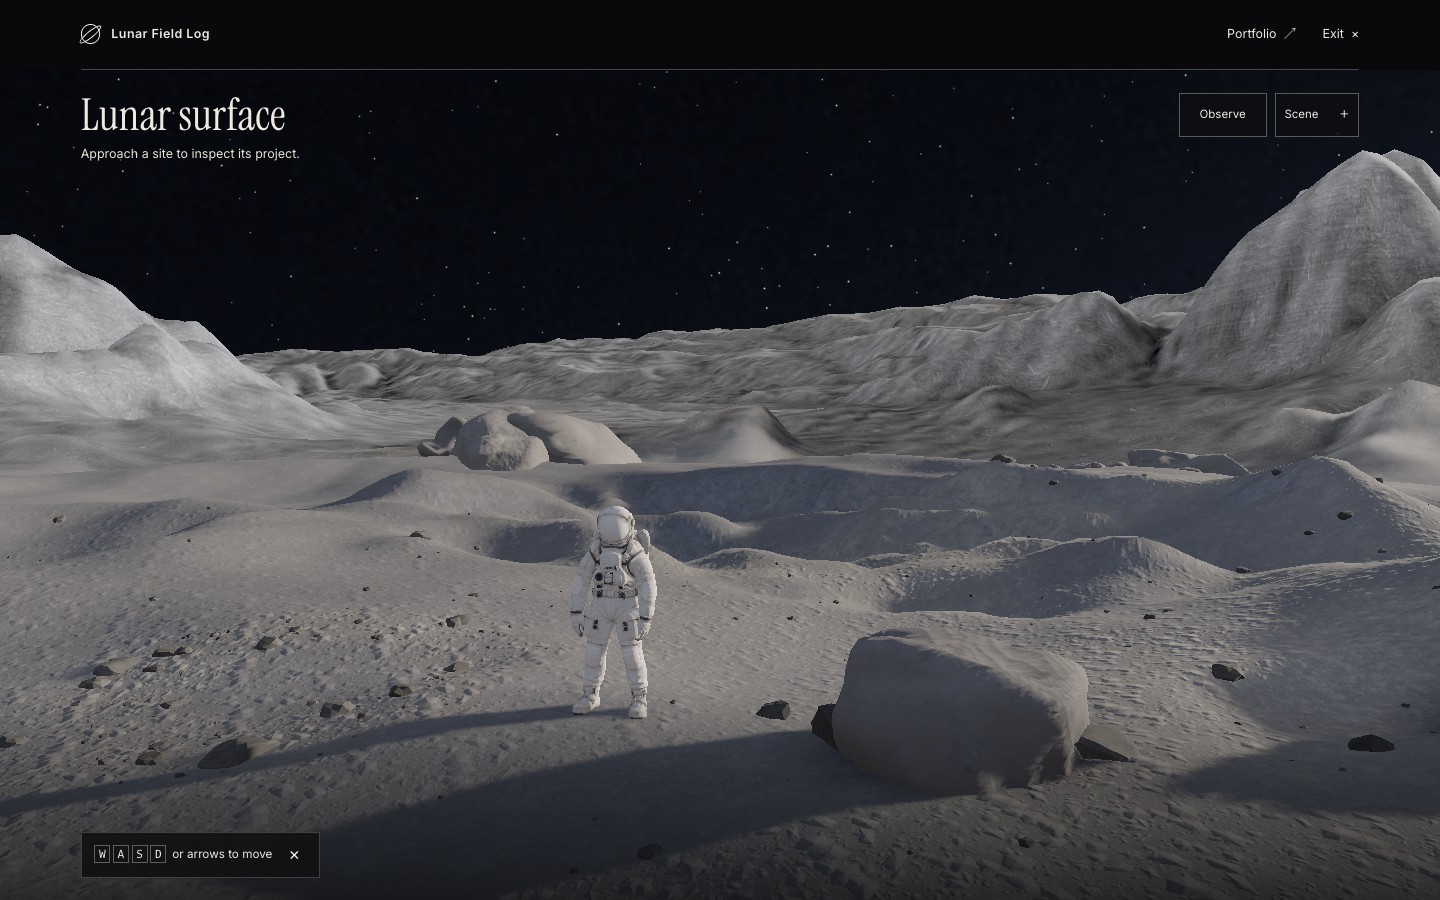 Lunar Field Log
Portfolio ↗ Exit ×
Lunar surface
Approach a site to inspect its project.
Observe
Scene +
W A S D or arrows to move ×